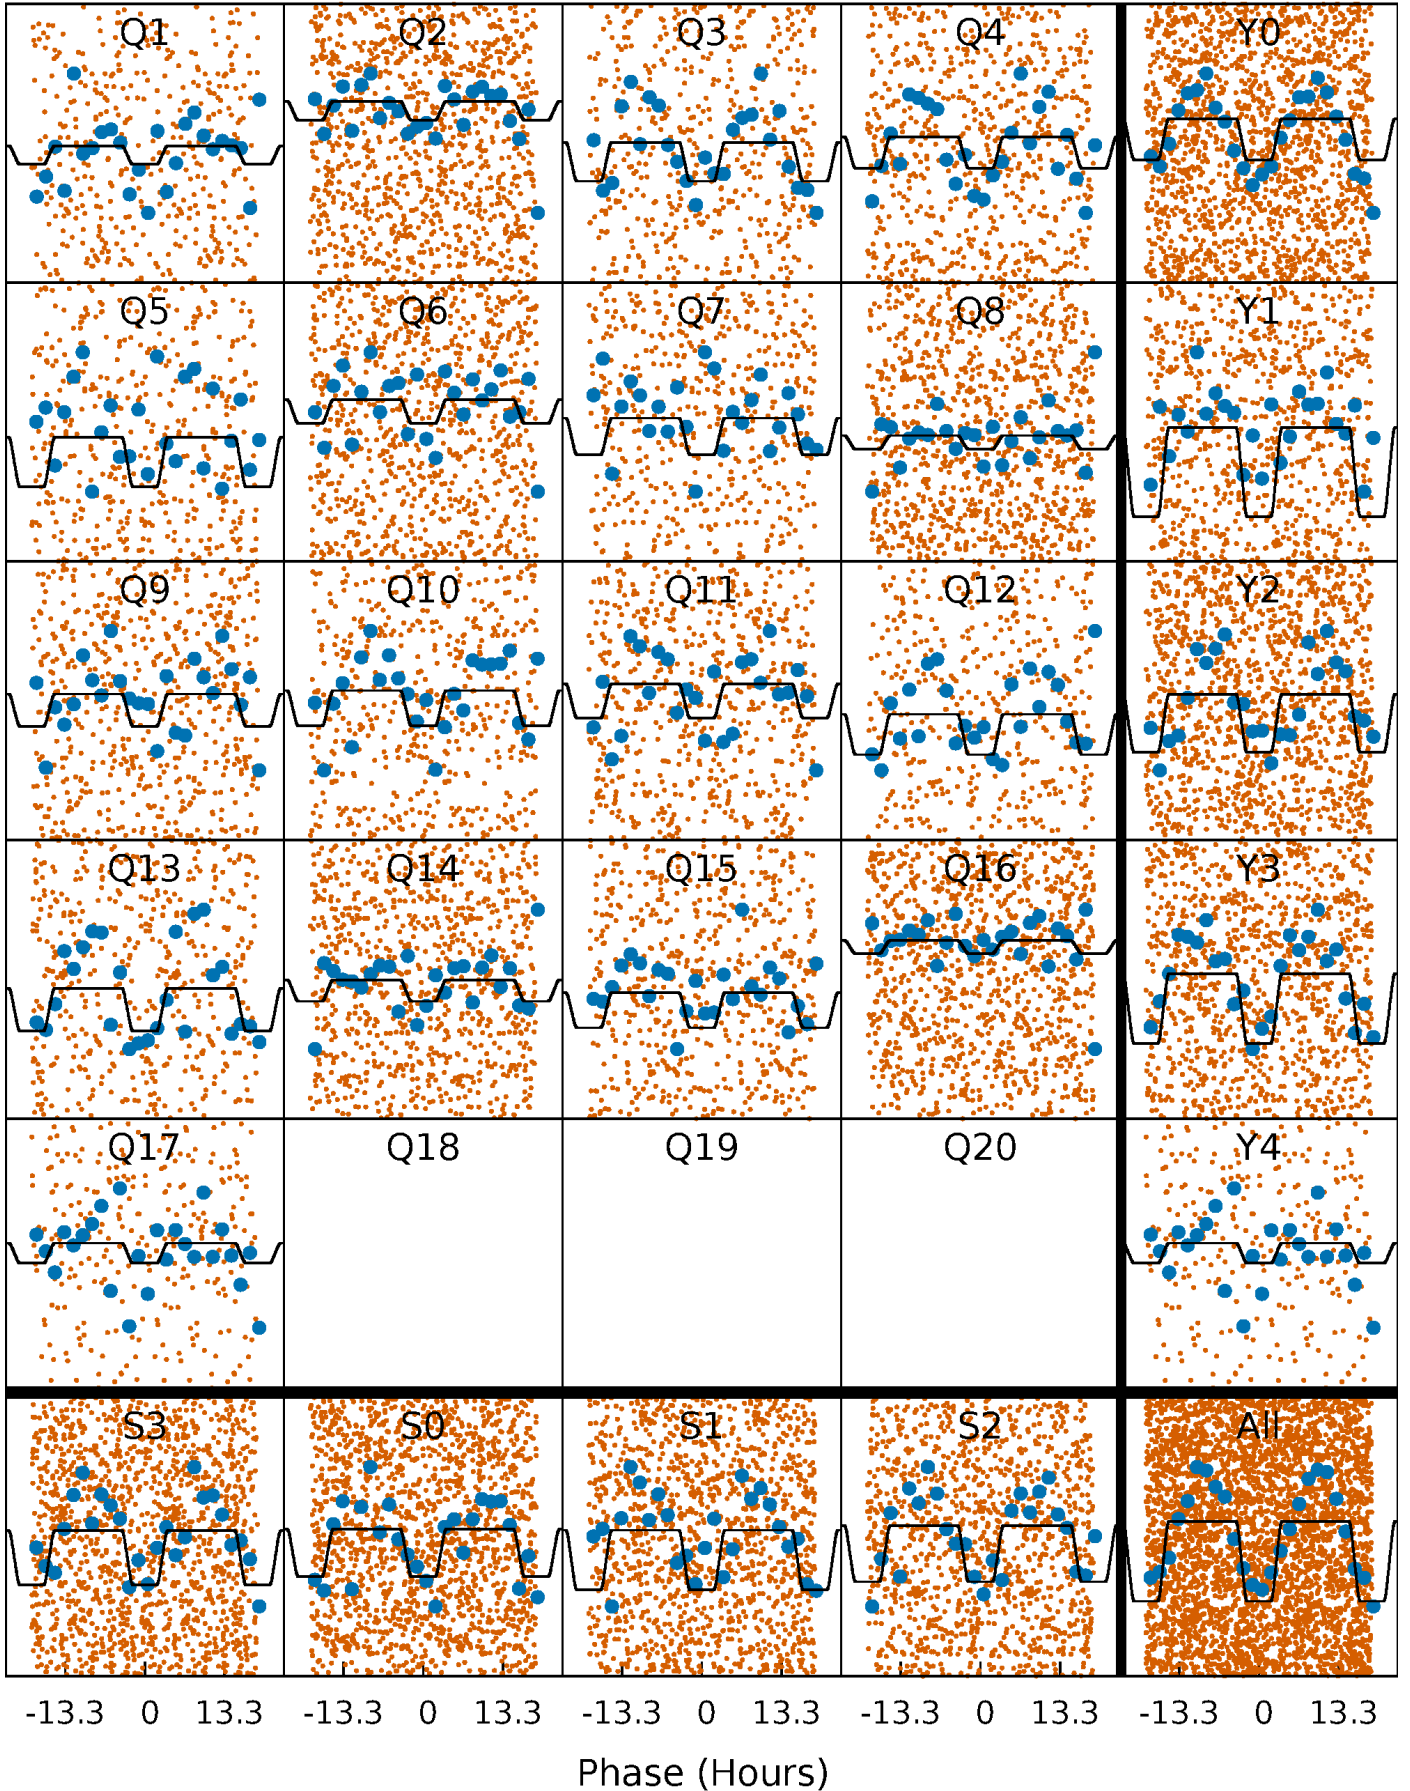 Q1 Q2 Q3 Q4 Y0
Q5 Q6 Q7 Q8 Y1
Q9 Q10 Q11 Q12 Y2
Q13 Q14 Q15 Q16 Y3
Q17 Q18 Q19 Q20 Y4
S3 S0 S1 S2 All
-13.3 0 13.3 -13.3 0 13.3 -13.3 0 13.3 -13.3 0 13.3 -13.3 0 13.3
Phase (Hours)